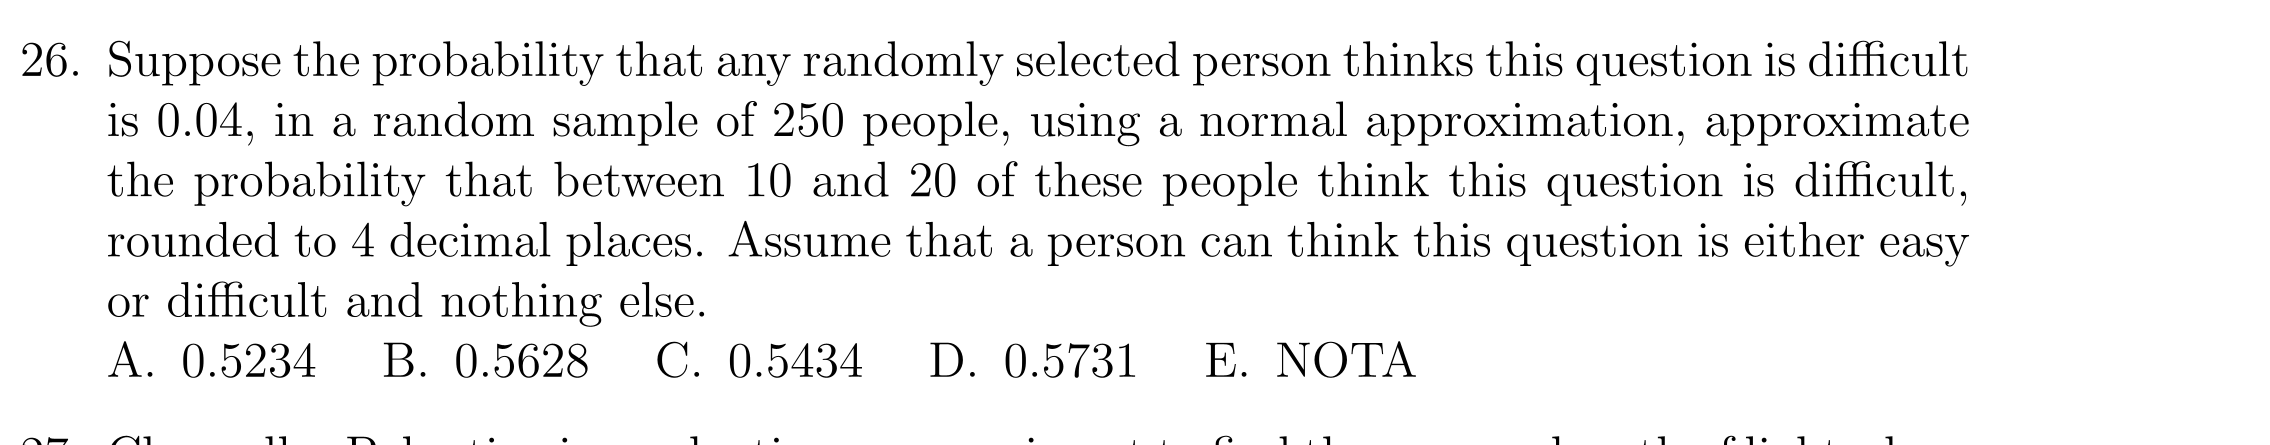 26. Suppose the probability that any randomly selected person thinks this question is difficult
is 0.04, in a random sample of 250 people, using a normal approximation, approximate
the probability that between 10 and 20 of these people think this question is difficult,
rounded to 4 decimal places. Assume that a person can think this question is either easy
or difficult and nothing else.
A. 0.5234 B. 0.5628 C. 0.5434 D. 0.5731 E. NOTA